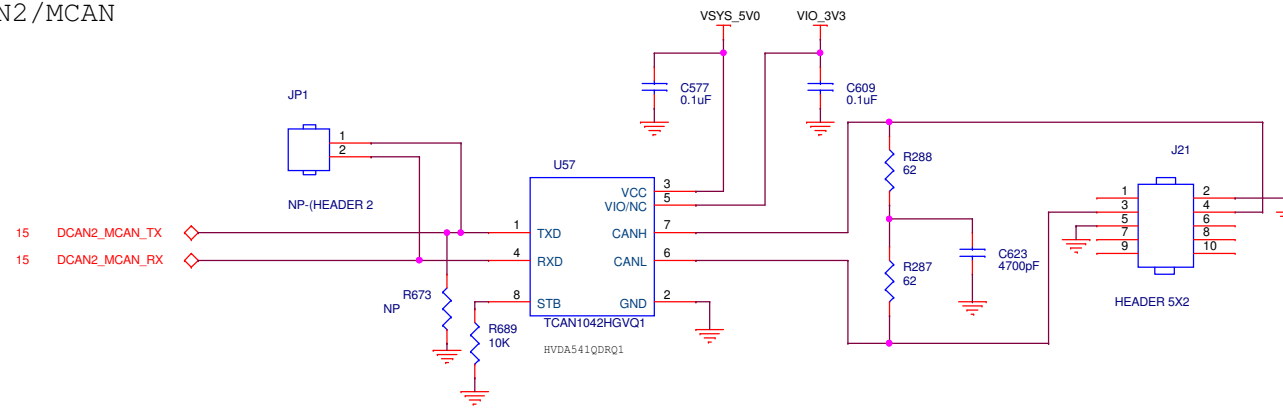 N2/MCAN
VSYS_5V0
VIO_3V3
C577
0.1uF
C609
0.1uF
JP1
1
2
NP-(HEADER 2
U57
VCC
3
VIO/NC
5
15
DCAN2_MCAN_TX
1
TXD
CANH
7
15
DCAN2_MCAN_RX
4
RXD
CANL
6
8
STB
GND
2
TCAN1042HGVQ1
HVDA541QDRQ1
R673
NP
R689
10K
R288
62
R287
62
C623
4700pF
J21
1
2
3
4
5
6
7
8
9
10
HEADER 5X2